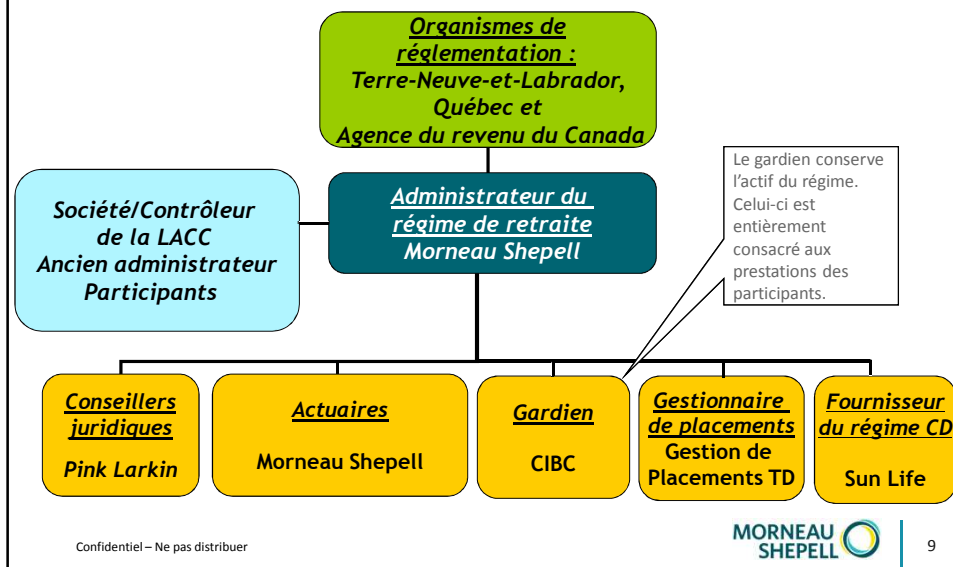 Organismes de
réglementation :
Terre-Neuve-et-Labrador,
Québec et
Agence du revenu du Canada
Le gardien conserve
l'actif du régime.
Celui-ci est
entièrement
consacré aux
prestations des
participants.
Société/Contrôleur
de la LACC
Ancien administrateur
Participants
Administrateur du
régime de retraite
Morneau Shepell
Conseillers
juridiques
Pink Larkin
Actuaires
Morneau Shepell
Gardien
CIBC
Gestionnaire
de placements
Gestion de
Placements TD
Fournisseur
du régime CD
Sun Life
Confidentiel – Ne pas distribuer
MORNEAU
SHEPELL
9